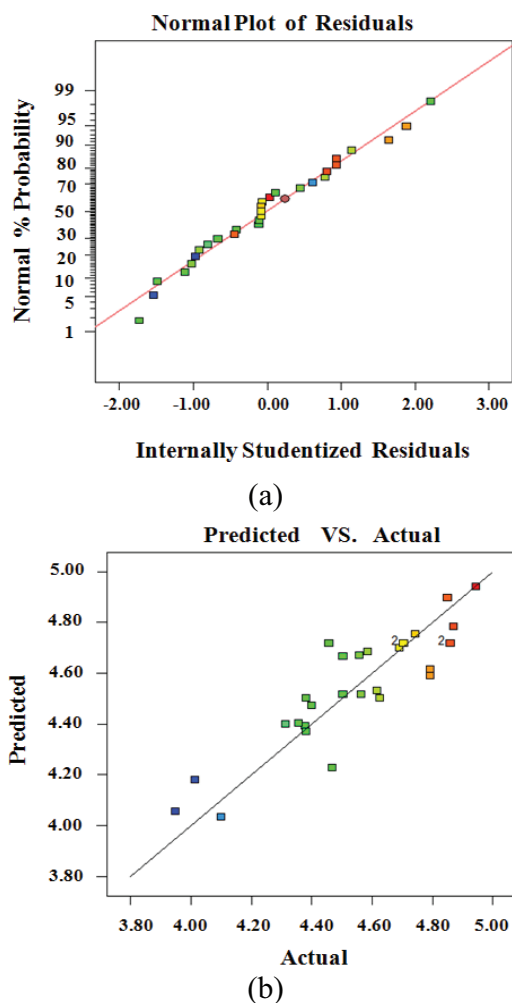 Normal Plot of Residuals
Normal % Probability
99
95
90
80
70
50
30
20
10
5
1
-2.00 -1.00 0.00 1.00 2.00 3.00
Internally Studentized Residuals
(a)
Predicted VS. Actual
Predicted
5.00
4.80
4.60
4.40
4.20
4.00
3.80
2 2
3.80 4.00 4.20 4.40 4.60 4.80 5.00
Actual
(b)